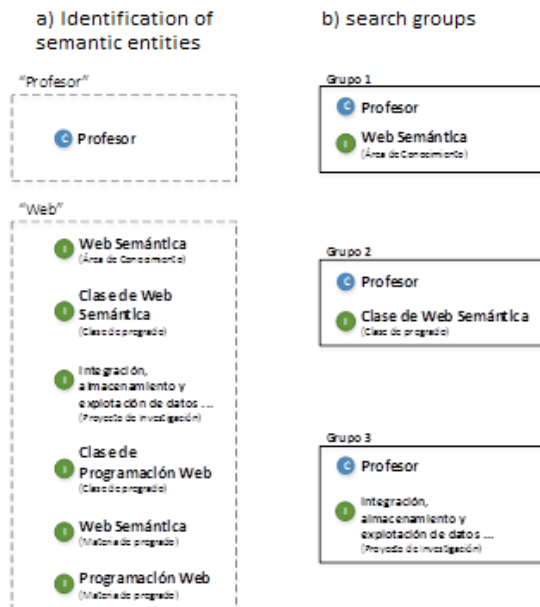 a) Identification of
semantic entities
"Profesor"
C Profesor
"Web"
I Web Semántica
(Área de Conocimiento)
I Clase de Web
Semántica
(Clase de pregrado)
I Integración,
almacenamiento y
explotación de datos ...
(Proyecto de Investigación)
I Clase de
Programación Web
(Clase de pregrado)
I Web Semántica
(Materia de pregrado)
I Programación Web
(Materia de pregrado)
b) search groups
Grupo 1
C Profesor
I Web Semántica
(Área de Conocimiento)
Grupo 2
C Profesor
I Clase de Web Semántica
(Clase de pregrado)
Grupo 3
C Profesor
I Integración,
almacenamiento y
explotación de datos ...
(Proyecto de Investigación)